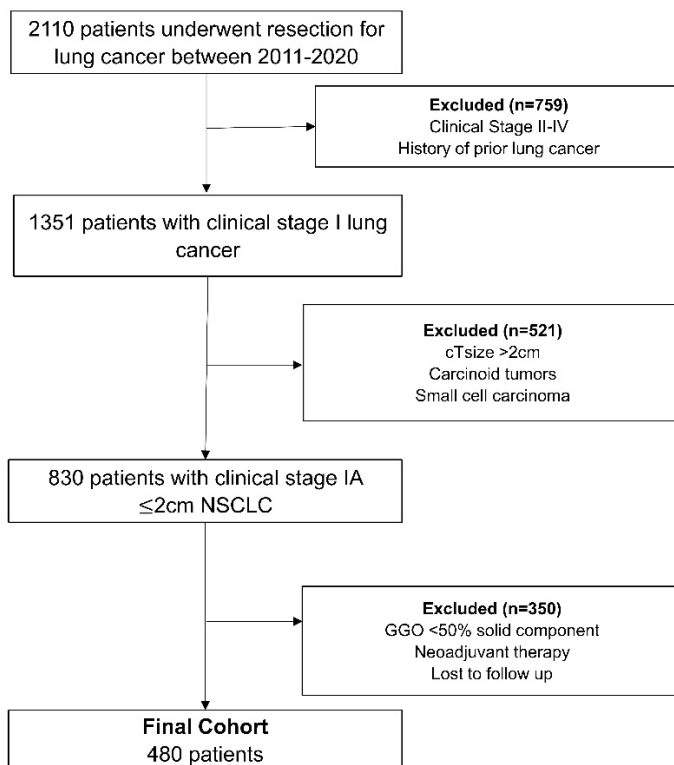 2110 patients underwent resection for
lung cancer between 2011-2020
Excluded (n=759)
Clinical Stage II-IV
History of prior lung cancer
1351 patients with clinical stage I lung
cancer
Excluded (n=521)
cTsize >2cm
Carcinoid tumors
Small cell carcinoma
830 patients with clinical stage IA
≤2cm NSCLC
Excluded (n=350)
GGO <50% solid component
Neoadjuvant therapy
Lost to follow up
Final Cohort
480 patients